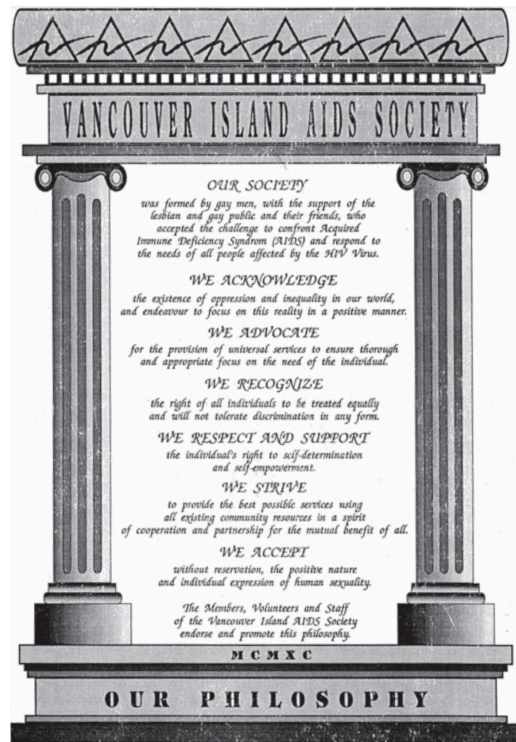 VANCOUVER ISLAND AIDS SOCIETY
OUR SOCIETY
was formed by gay men, with the support of the
lesbian and gay public and their friends, who
accepted the challenge to confront Acquired
Immune Deficiency Syndrom (AIDS) and respond to
the needs of all people affected by the HIV Virus.
WE ACKNOWLEDGE
the existence of oppression and inequality in our world,
and endeavour to focus on this reality in a positive manner.
WE ADVOCATE
for the provision of universal services to ensure thorough
and appropriate focus on the need of the individual.
WE RECOGNIZE
the right of all individuals to be treated equally
and will not tolerate discrimination in any form.
WE RESPECT AND SUPPORT
the individual's right to self-determination
and self-empowerment.
WE STRIVE
to provide the best possible services using
all existing community resources in a spirit
of cooperation and partnership for the mutual benefit of all.
WE ACCEPT
without reservation, the positive nature
and individual expression of human sexuality.
The Members, Volunteers and Staff
of the Vancouver Island AIDS Society
endorse and promote this philosophy.
MCMXC
OUR PHILOSOPHY